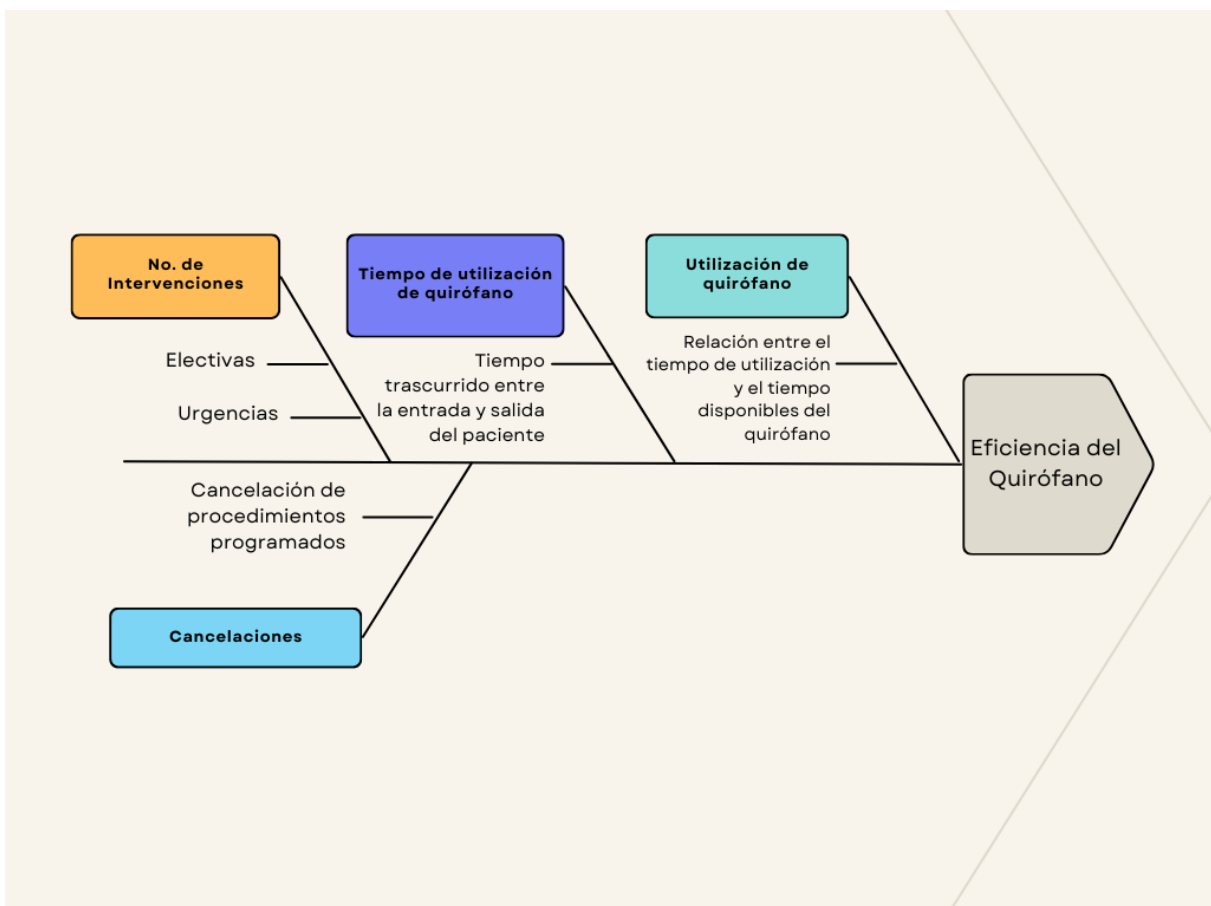 No. de
Intervenciones
Electivas
Urgencias
Tiempo de utilización
de quirófano
Tiempo
trascurrido entre
la entrada y salida
del paciente
Utilización de
quirófano
Relación entre el
tiempo de utilización
y el tiempo
disponibles del
quirófano
Eficiencia del
Quirófano
Cancelación de
procedimientos
programados
Cancelaciones